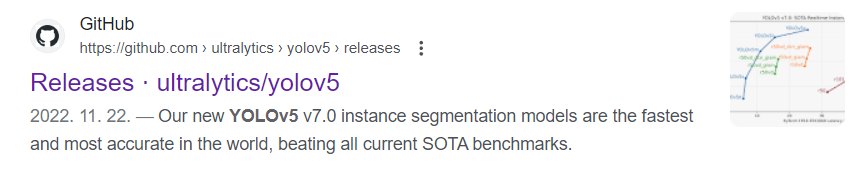 GitHub
https://github.com › ultralytics › yolov5 › releases
Releases · ultralytics/yolov5
2022. 11. 22. — Our new YOLOv5 v7.0 instance segmentation models are the fastest
and most accurate in the world, beating all current SOTA benchmarks.